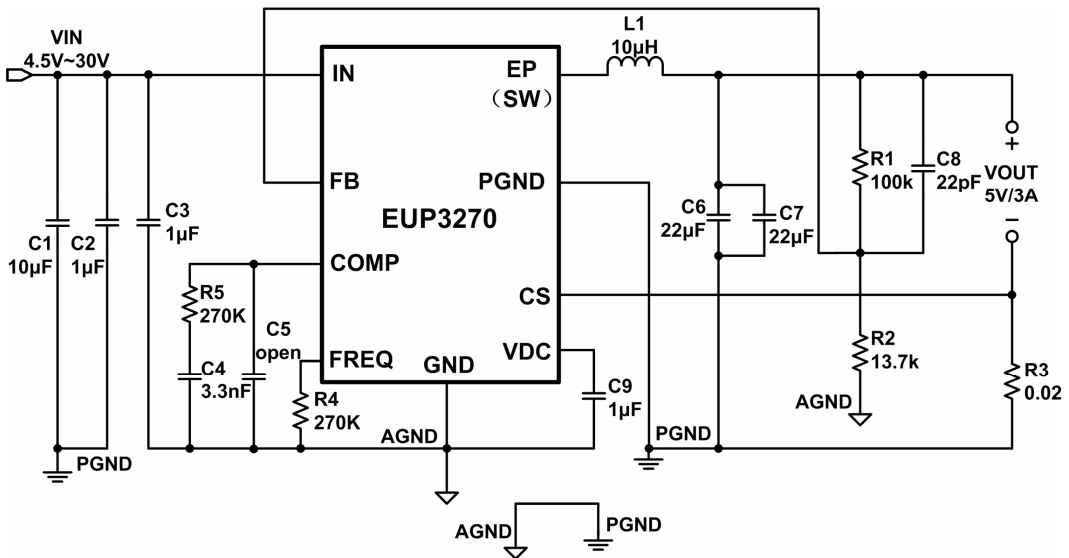 VIN
4.5V~30V
C1
10µF
C2
1µF
C3
1µF
PGND
R5
270K
C4
3.3nF
C5
open
R4
270K
AGND
IN
FB
COMP
FREQ
GND
EUP3270
EP
（SW）
PGND
CS
VDC
C9
1µF
L1
10µH
C6
22µF
C7
22µF
PGND
R1
100k
C8
22pF
R2
13.7k
AGND
+
VOUT
5V/3A
−
R3
0.02
AGND
PGND